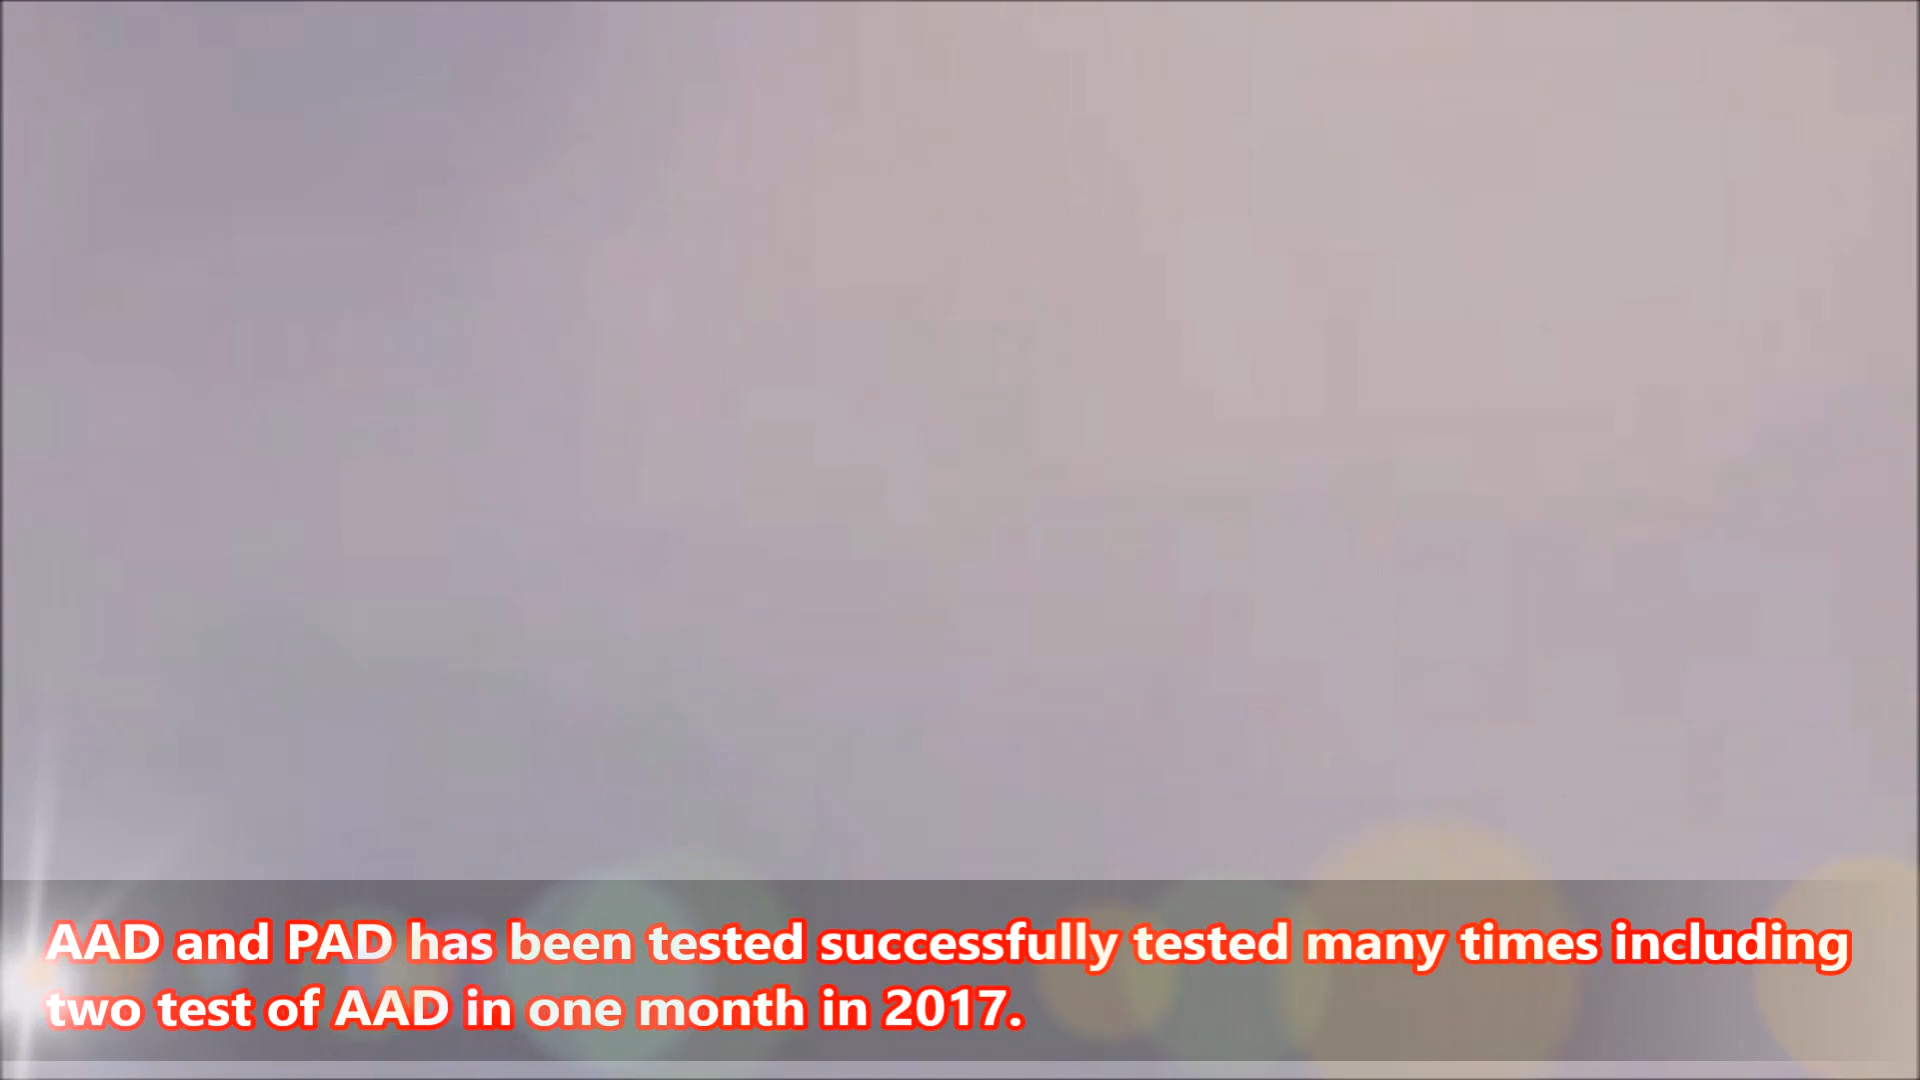 AAD and PAD has been tested successfully tested many times including
two test of AAD in one month in 2017.